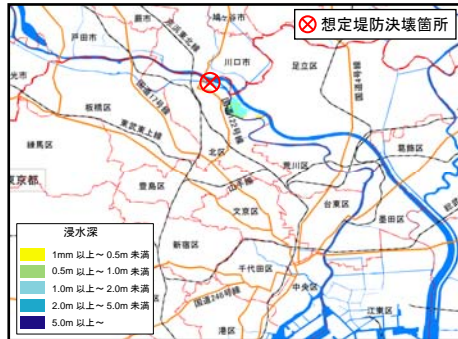 想定堤防決壊箇所
蕨市
鳩ヶ谷市
京浜東北線
戸田市
川口市
足立区
国道4号線
光市
国道17号線
国道122号線
板橋区
東武東上線
北区
葛飾区
練馬区
荒川区
東京都
豊島区
山手線
文京区
台東区
墨田区
新宿区
千代田区
中央区
国道246号線
江東区
港区
浸水深
1mm 以上～ 0.5m 未満
0.5m 以上～ 1.0m 未満
1.0m 以上～ 2.0m 未満
2.0m 以上～ 5.0m 未満
5.0m 以上～